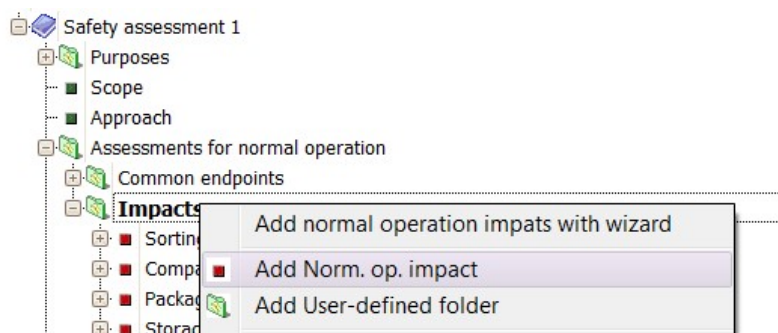 Safety assessment 1
Purposes
Scope
Approach
Assessments for normal operation
Common endpoints
Impacts
Add normal operation impats with wizard
Add Norm. op. impact
Add User-defined folder